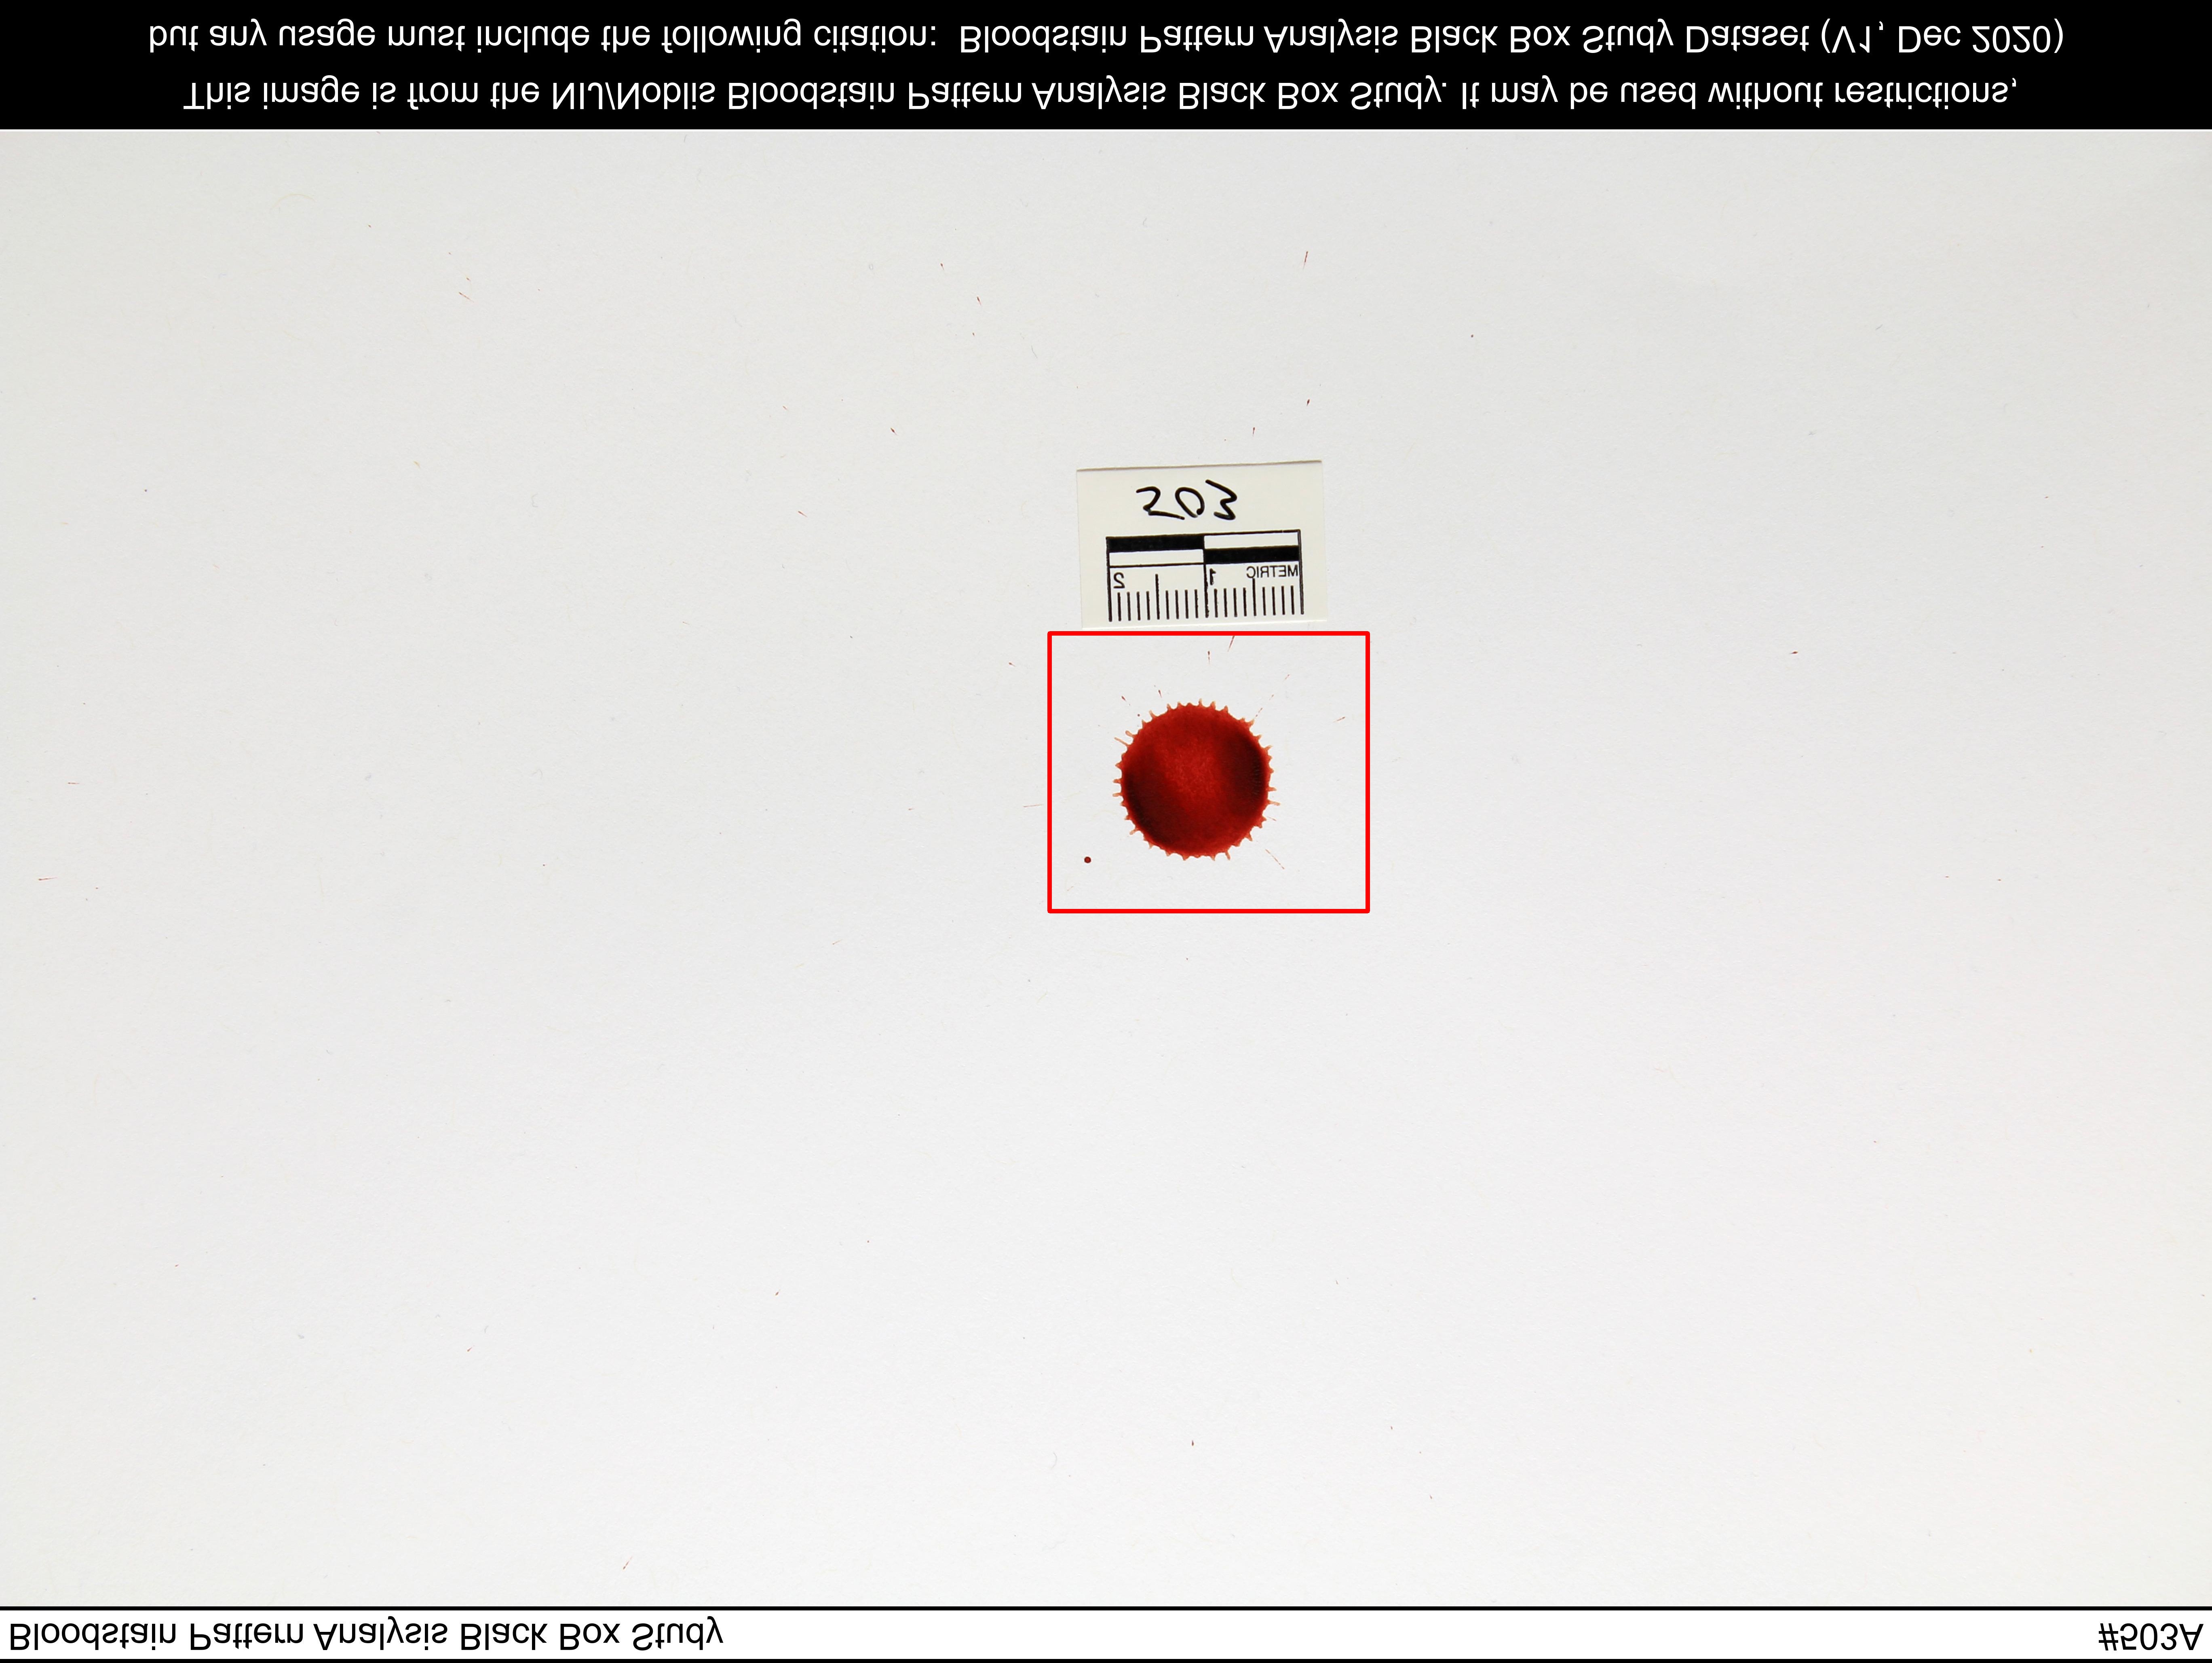 Bloodstain Pattern Analysis Black Box Study #503A
METRIC 1 2
503
This image is from the NIJ/Noblis Bloodstain Pattern Analysis Black Box Study. It may be used without restrictions,
but any usage must include the following citation: Bloodstain Pattern Analysis Black Box Study Dataset (V1, Dec 2020)